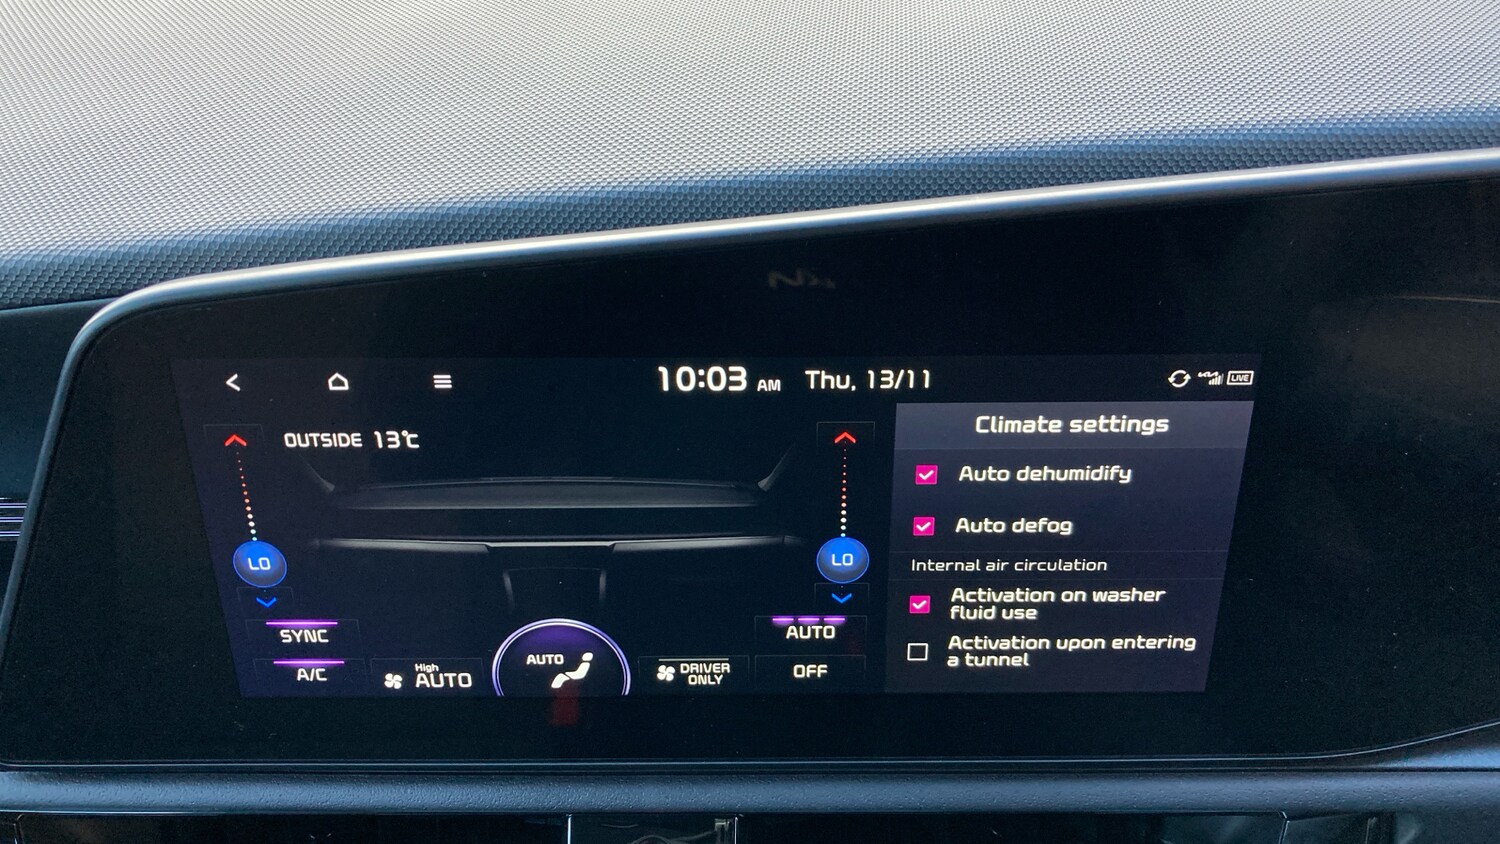 10:03 AM Thu, 13/11
LIVE
OUTSIDE 13℃
LO
LO
SYNC
A/C
High
AUTO
AUTO
DRIVER
ONLY
AUTO
OFF
Climate settings
Auto dehumidify
Auto defog
Internal air circulation
Activation on washer
fluid use
Activation upon entering
a tunnel